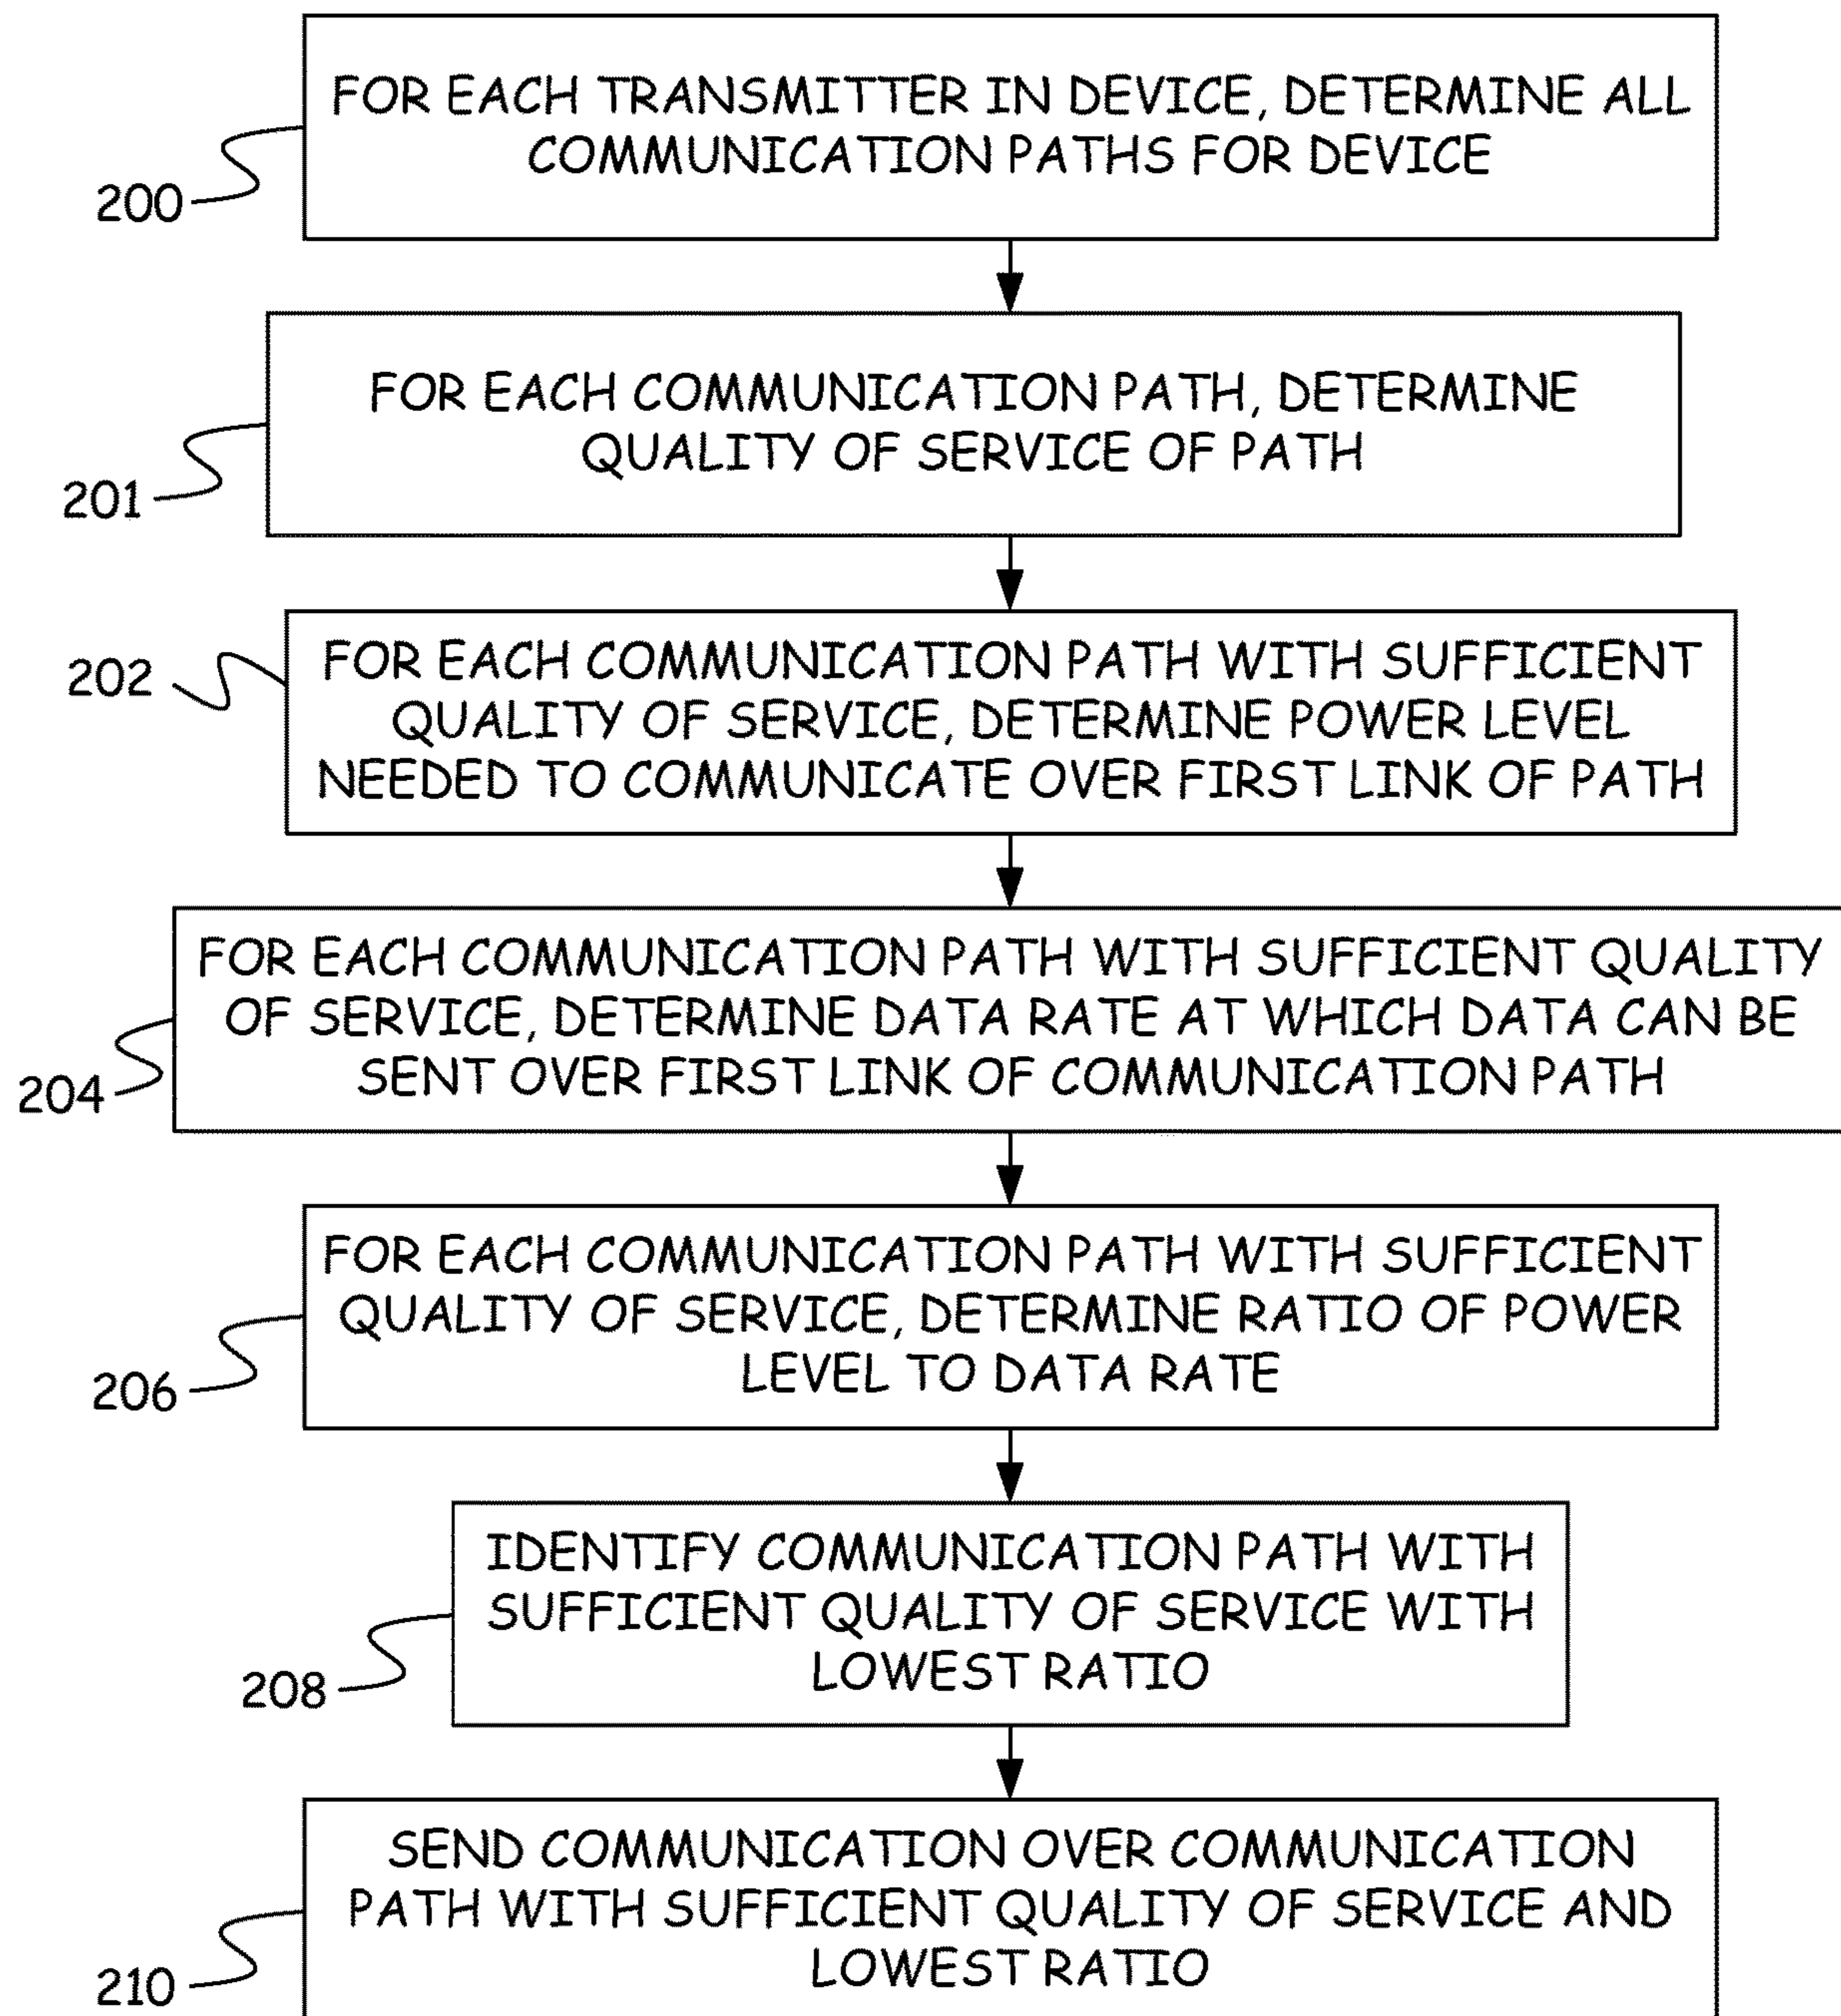 FOR EACH TRANSMITTER IN DEVICE, DETERMINE ALL
COMMUNICATION PATHS FOR DEVICE
200
FOR EACH COMMUNICATION PATH, DETERMINE
QUALITY OF SERVICE OF PATH
201
FOR EACH COMMUNICATION PATH WITH SUFFICIENT
QUALITY OF SERVICE, DETERMINE POWER LEVEL
NEEDED TO COMMUNICATE OVER FIRST LINK OF PATH
202
FOR EACH COMMUNICATION PATH WITH SUFFICIENT QUALITY
OF SERVICE, DETERMINE DATA RATE AT WHICH DATA CAN BE
SENT OVER FIRST LINK OF COMMUNICATION PATH
204
FOR EACH COMMUNICATION PATH WITH SUFFICIENT
QUALITY OF SERVICE, DETERMINE RATIO OF POWER
LEVEL TO DATA RATE
206
IDENTIFY COMMUNICATION PATH WITH
SUFFICIENT QUALITY OF SERVICE WITH
LOWEST RATIO
208
SEND COMMUNICATION OVER COMMUNICATION
PATH WITH SUFFICIENT QUALITY OF SERVICE AND
LOWEST RATIO
210